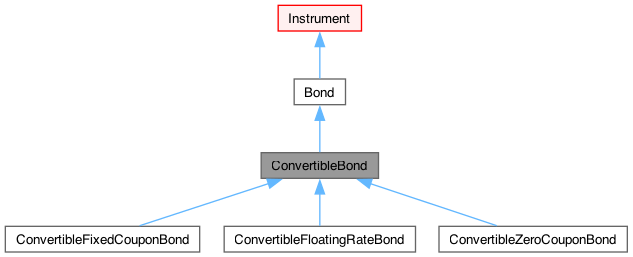 Instrument
Bond
ConvertibleBond
ConvertibleFixedCouponBond
ConvertibleFloatingRateBond
ConvertibleZeroCouponBond